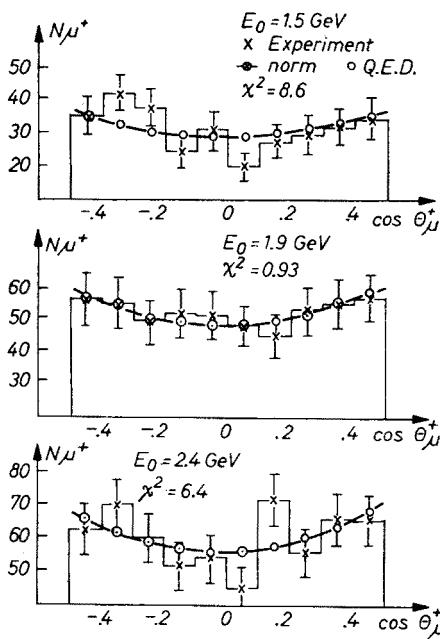 Nμ⁺
E₀ = 1.5 GeV
× Experiment
⊗ norm ○ Q.E.D.
χ² = 8.6
50
40
30
20
-.4 -.2 0 .2 .4 cos θμ⁺
Nμ⁺
E₀ = 1.9 GeV
χ² = 0.93
60
50
40
30
-.4 -.2 0 .2 .4 cos θμ⁺
Nμ⁺
E₀ = 2.4 GeV
χ² = 6.4
80
70
60
50
-.4 -.2 0 .2 .4 cos θμ⁺